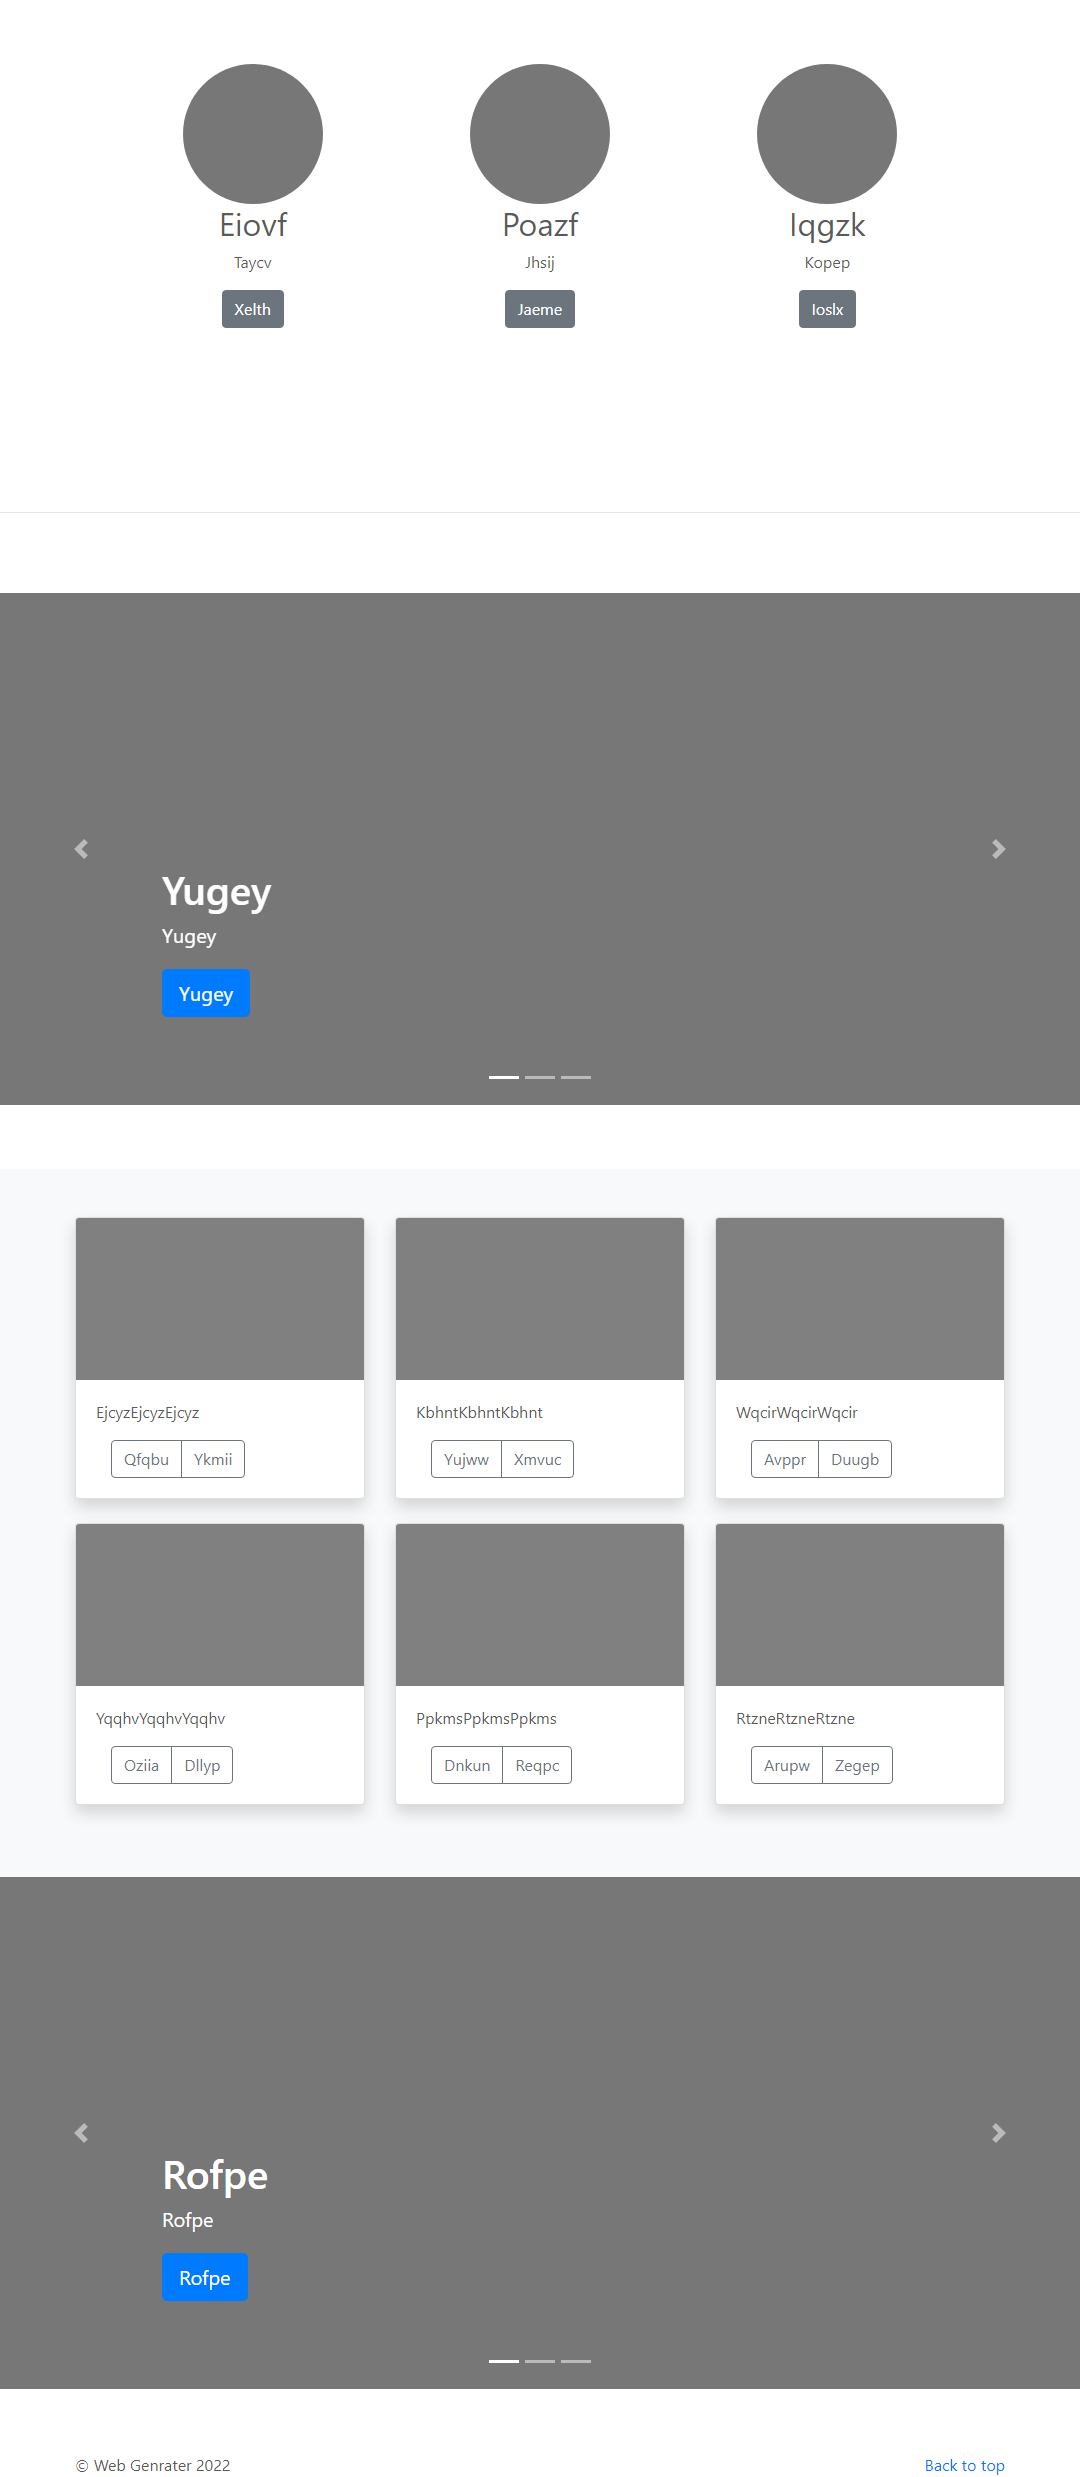 Eiovf
Taycv
Xelth
Poazf
Jhsij
Jaeme
Iqgzk
Kopep
Ioslx
Yugey
Yugey
Yugey
EjcyzEjcyzEjcyz
Qfqbu Ykmii
KbhntKbhntKbhnt
Yujww Xmvuc
WqcirWqcirWqcir
Avppr Duugb
YqqhvYqqhvYqqhv
Oziia Dllyp
PpkmsPpkmsPpkms
Dnkun Reqpc
RtzneRtzneRtzne
Arupw Zegep
Rofpe
Rofpe
Rofpe
© Web Genrater 2022
Back to top